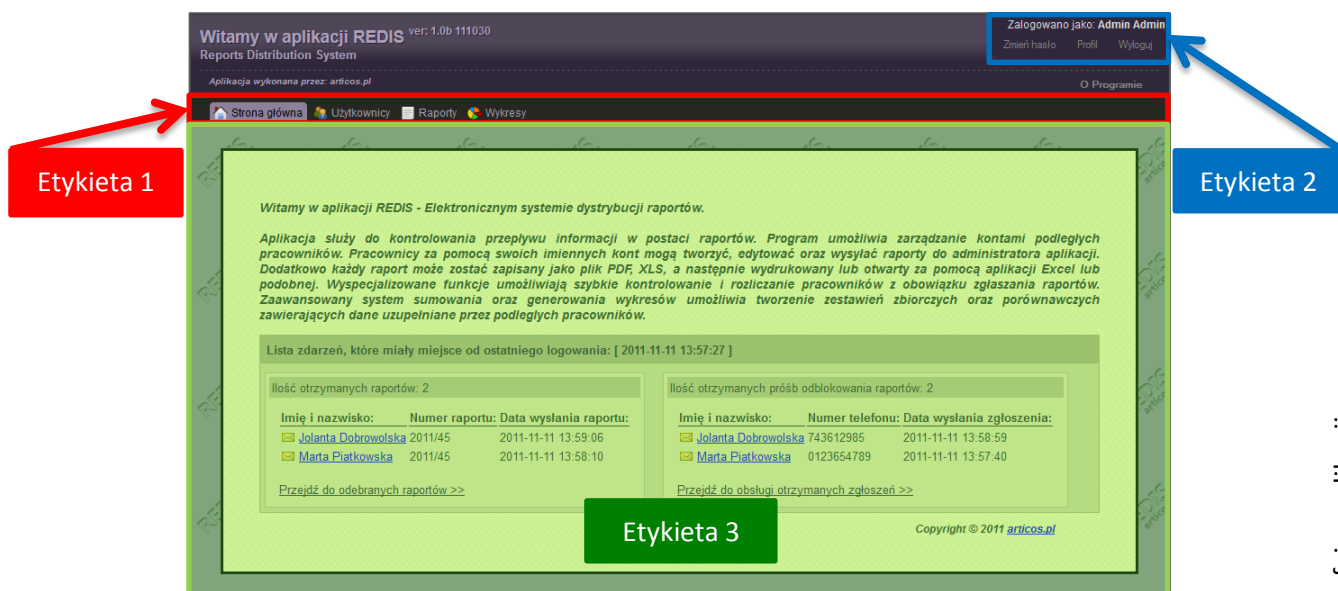 Witamy w aplikacji REDIS ver: 1.0b 111030
Reports Distribution System
Zalogowano jako: Admin Admin
Zmień hasło Profil Wyloguj
Aplikacja wykonana przez: articos.pl
O Programie
Strona główna Użytkownicy Raporty Wykresy
Etykieta 1
Etykieta 2
Witamy w aplikacji REDIS - Elektronicznym systemie dystrybucji raportów.
Aplikacja służy do kontrolowania przepływu informacji w postaci raportów. Program umożliwia zarządzanie kontami podległych
pracowników. Pracownicy za pomocą swoich imiennych kont mogą tworzyć, edytować oraz wysyłać raporty do administratora aplikacji.
Dodatkowo każdy raport może zostać zapisany jako plik PDF, XLS, a następnie wydrukowany lub otwarty za pomocą aplikacji Excel lub
podobnej. Wyspecjalizowane funkcje umożliwiają szybkie kontrolowanie i rozliczanie pracowników z obowiązku zgłaszania raportów.
Zaawansowany system sumowania oraz generowania wykresów umożliwia tworzenie zestawień zbiorczych oraz porównawczych
zawierających dane uzupełniane przez podległych pracowników.
Lista zdarzeń, które miały miejsce od ostatniego logowania: [ 2011-11-11 13:57:27 ]
Ilość otrzymanych raportów: 2
Imię i nazwisko: Numer raportu: Data wysłania raportu:
Jolanta Dobrowolska 2011/45 2011-11-11 13:59:06
Marta Piatkowska 2011/45 2011-11-11 13:58:10
Przejdź do odebranych raportów >>
Ilość otrzymanych próśb odblokowania raportów: 2
Imię i nazwisko: Numer telefonu: Data wysłania zgłoszenia:
Jolanta Dobrowolska 743612985 2011-11-11 13:58:59
Marta Piatkowska 0123654789 2011-11-11 13:57:40
Przejdź do obsługi otrzymanych zgłoszeń >>
Etykieta 3
Copyright © 2011 articos.pl